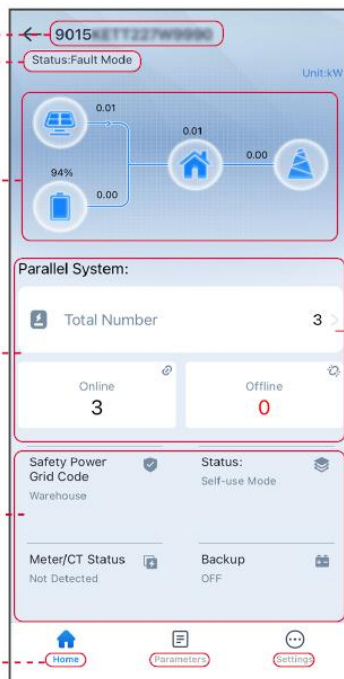 9015
Status:Fault Mode
Unit:kW
0.01
0.01
0.00
94%
0.00
Parallel System:
Total Number 3
Online
3
Offline
0
Safety Power
Grid Code
Warehouse
Status:
Self-use Mode
Meter/CT Status
Not Detected
Backup
OFF
Home Parameters Settings